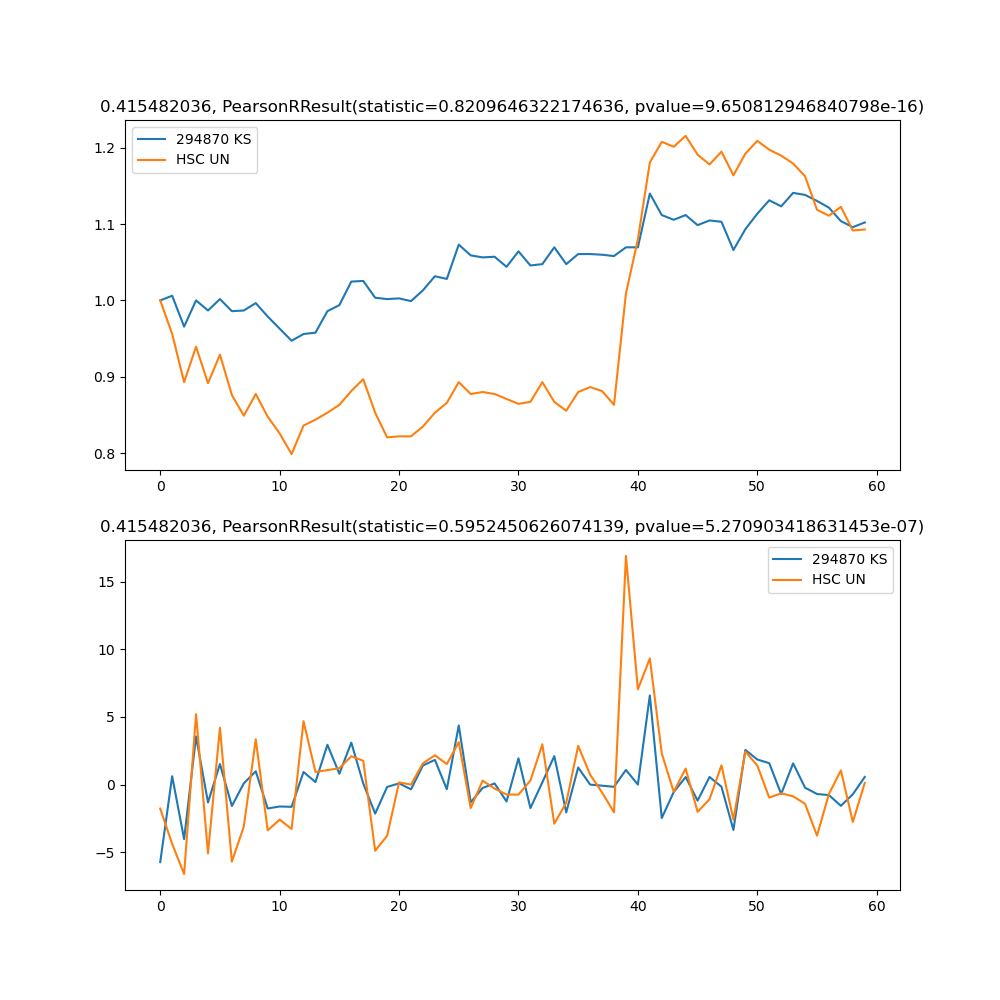 0.415482036, PearsonRResult(statistic=0.8209646322174636, pvalue=9.650812946840798e-16)
294870 KS
HSC UN
1.2
1.1
1.0
0.9
0.8
0 10 20 30 40 50 60
0.415482036, PearsonRResult(statistic=0.5952450626074139, pvalue=5.270903418631453e-07)
294870 KS
HSC UN
15
10
5
0
−5
0 10 20 30 40 50 60